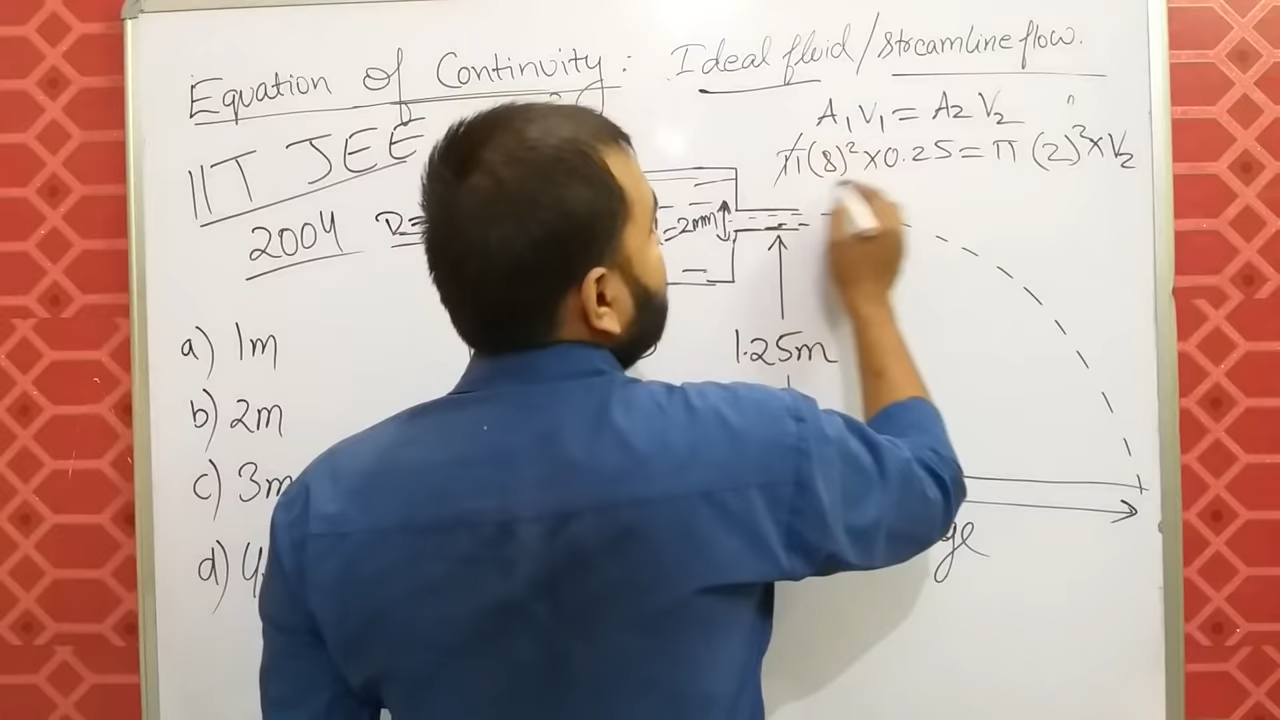 Equation of Continuity : Ideal fluid/streamline flow.
IIT JEE
2004
A₁V₁ = A₂V₂
π(8)²×0.25=π(2)²×V₂
=2mm
1.25m
a) 1m
b) 2m
c) 3m
d)